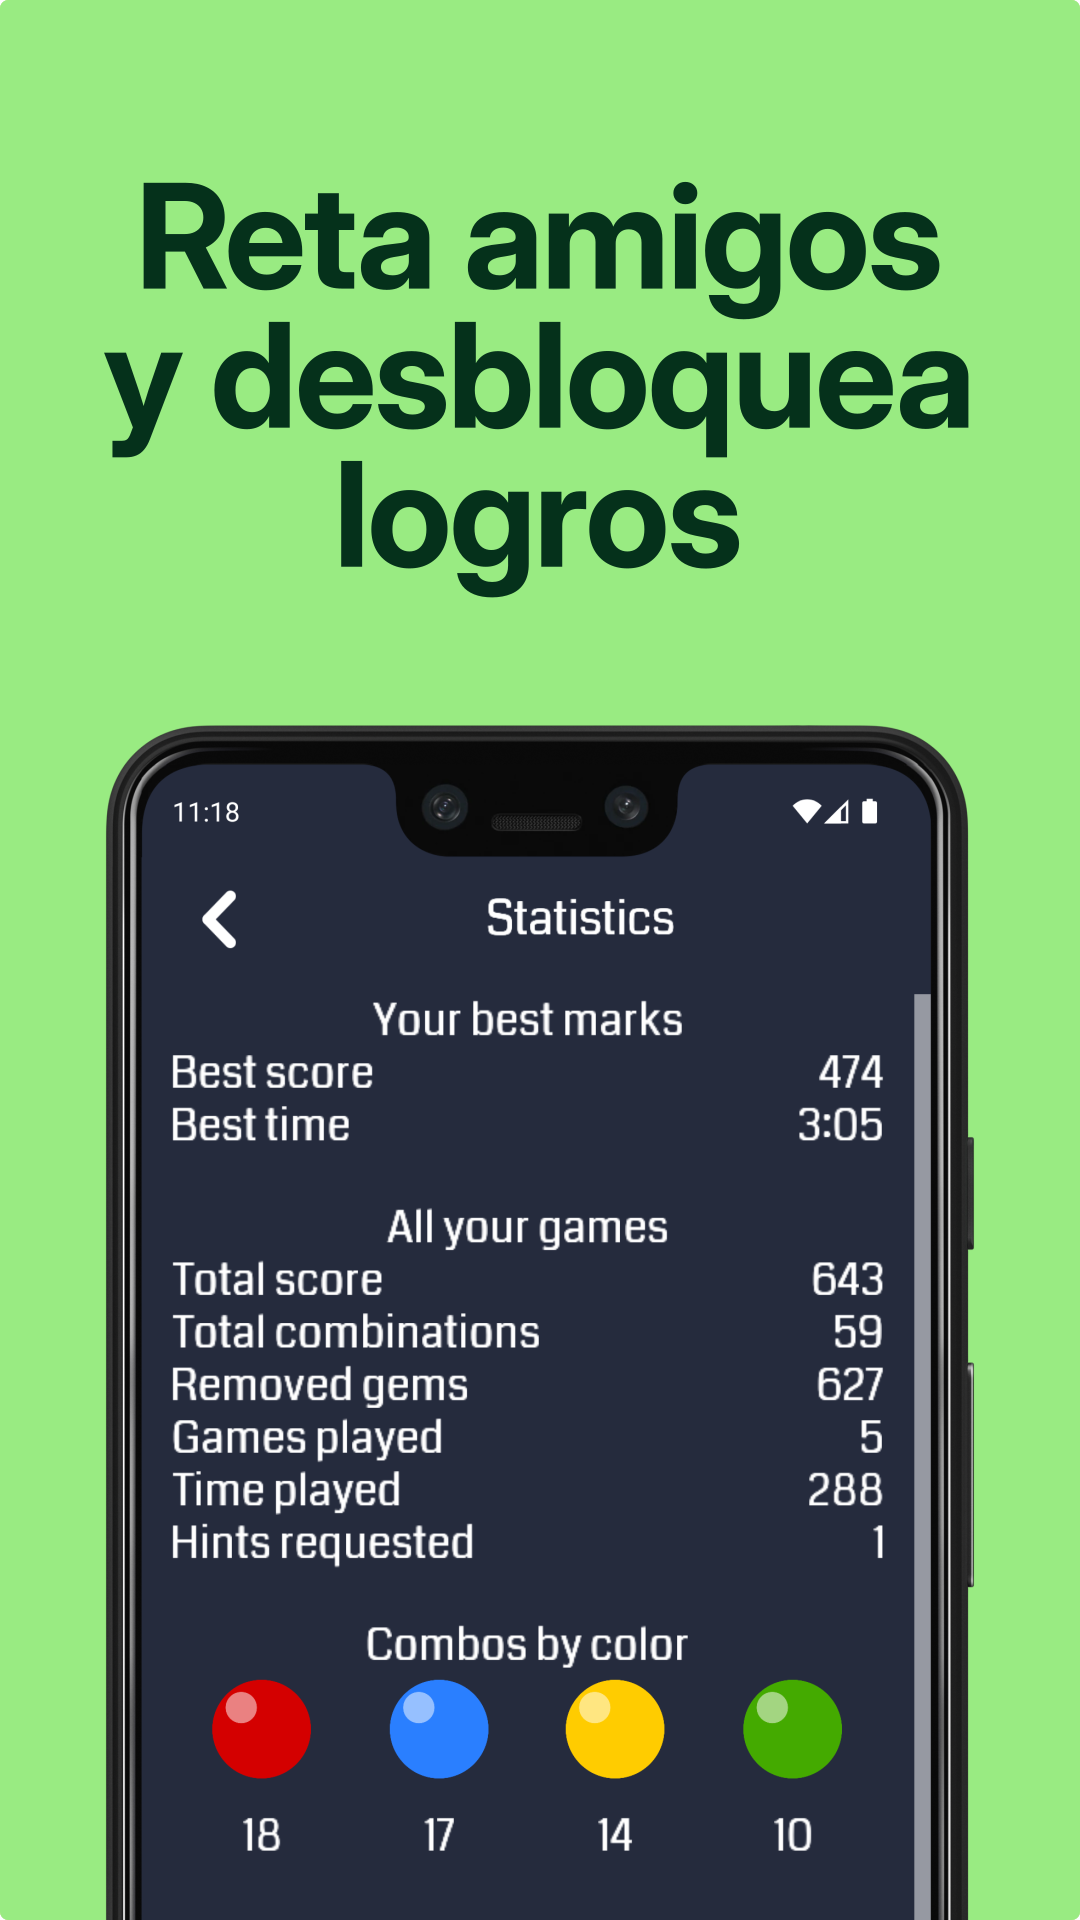 Reta amigos
y desbloquea
logros
11:18
Statistics
Your best marks
Best score 474
Best time 3:05
All your games
Total score 643
Total combinations 59
Removed gems 627
Games played 5
Time played 288
Hints requested 1
Combos by color
18 17 14 10